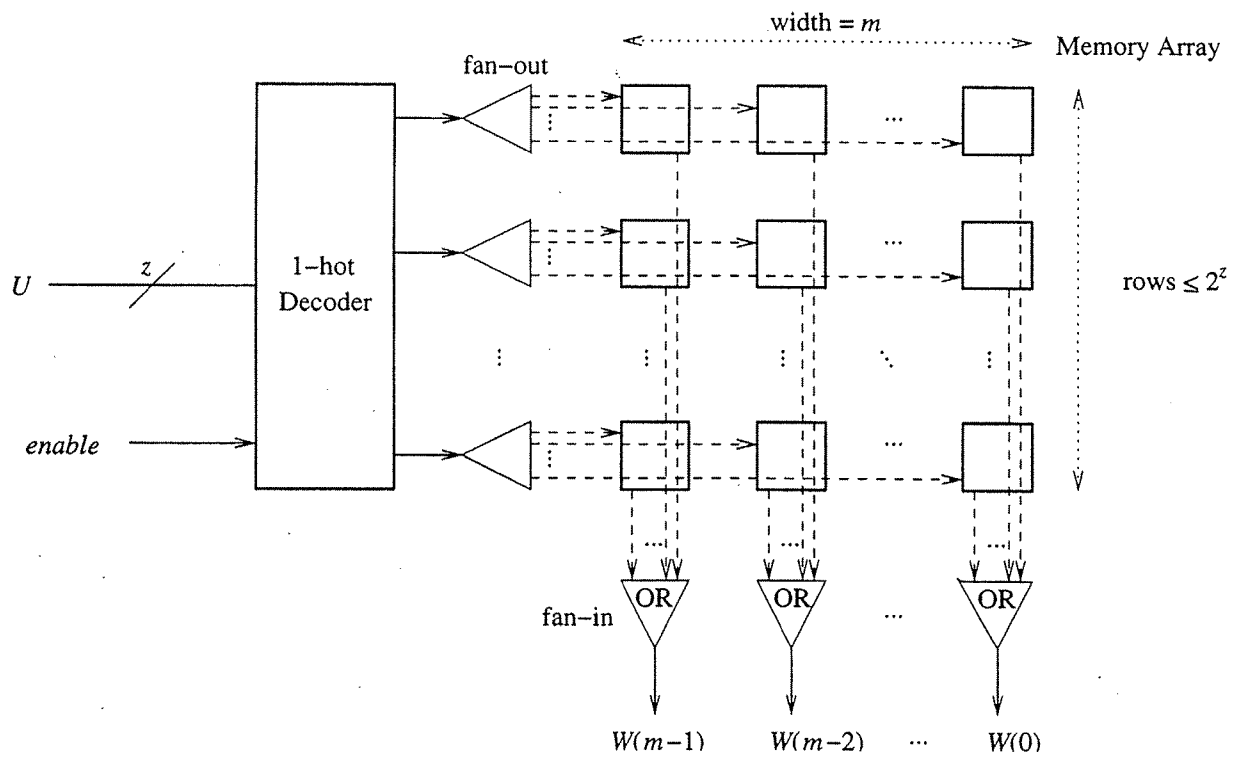 width = m
Memory Array
fan–out
...
U
z
1–hot
Decoder
rows ≤ 2^z
enable
...
OR
OR
...
OR
fan–in
W(m–1)
W(m–2)
...
W(0)